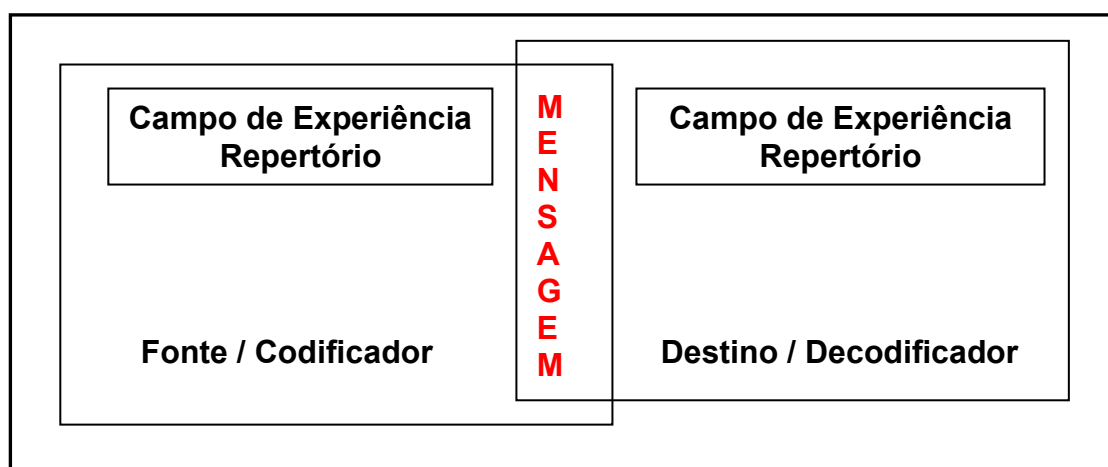 Campo de Experiência
Repertório
Fonte / Codificador
M
E
N
S
A
G
E
M
Campo de Experiência
Repertório
Destino / Decodificador